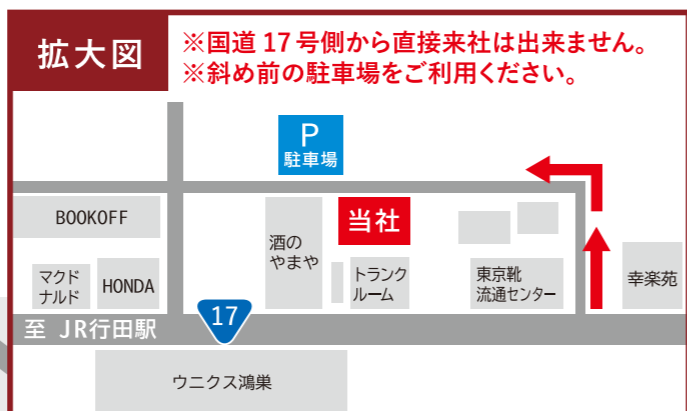 拡大図
※国道17号側から直接来社は出来ません。
※斜め前の駐車場をご利用ください。
P
駐車場
BOOKOFF
酒の
やまや
当社
マクド
ナルド
HONDA
トランク
ルーム
東京靴
流通センター
幸楽苑
至 JR行田駅
17
ウニクス鴻巣